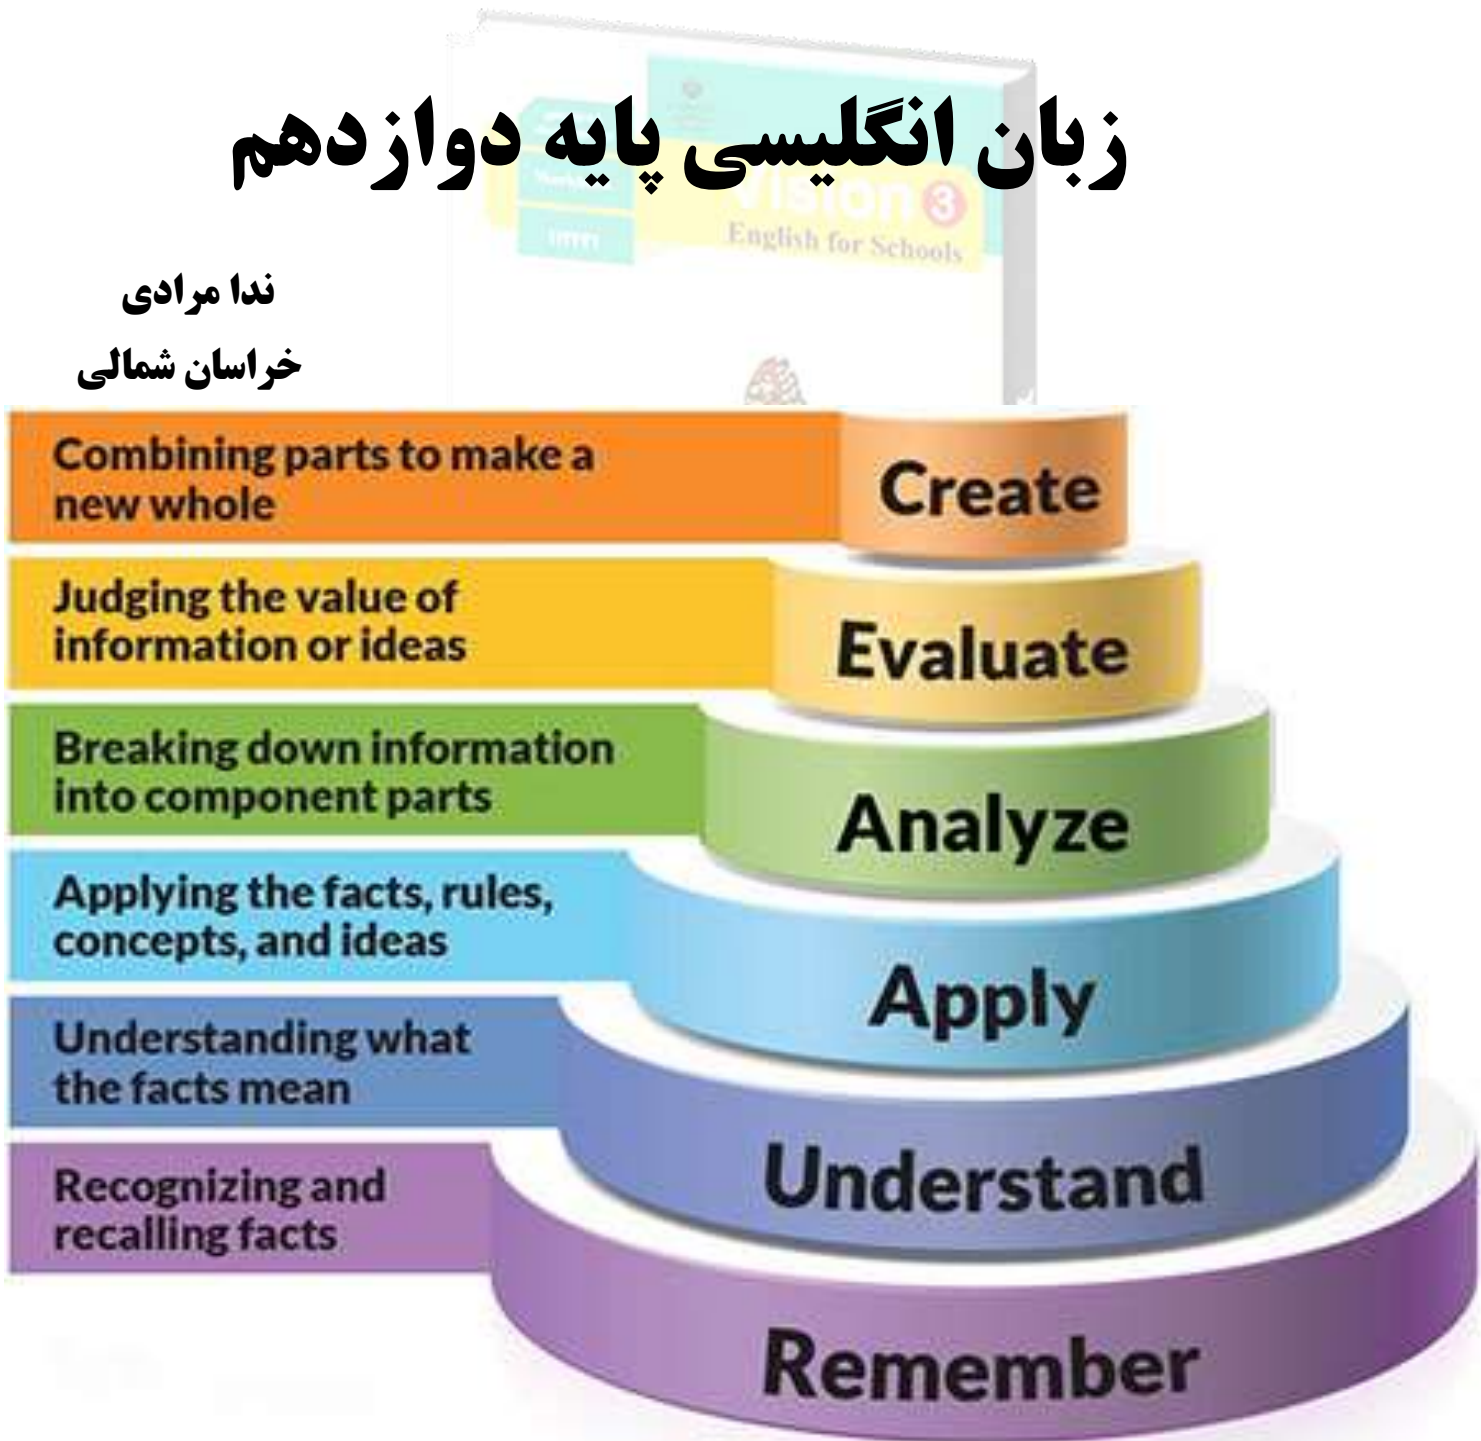 زبان انگلیسی پایه دوازدهم
Vision 3
English for Schools
ندا مرادی
خراسان شمالی
Combining parts to make a
new whole
Create
Judging the value of
information or ideas
Evaluate
Breaking down information
into component parts
Analyze
Applying the facts, rules,
concepts, and ideas
Apply
Understanding what
the facts mean
Understand
Recognizing and
recalling facts
Remember